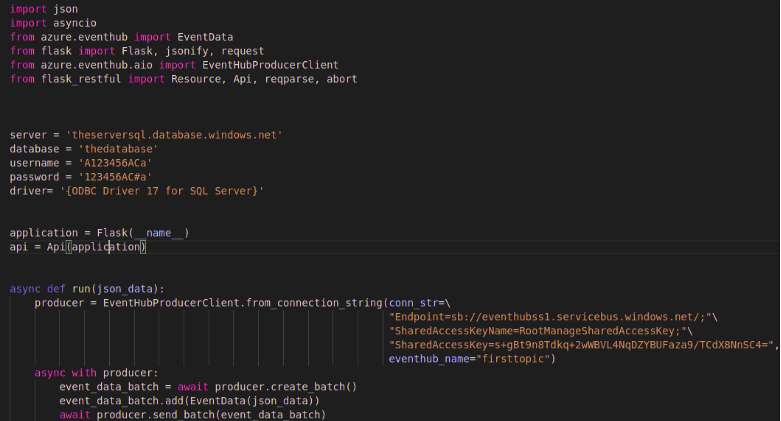 import json
import asyncio
from azure.eventhub import EventData
from flask import Flask, jsonify, request
from azure.eventhub.aio import EventHubProducerClient
from flask_restful import Resource, Api, reqparse, abort
server = 'theserversql.database.windows.net'
database = 'thedatabase'
username = 'A123456ACa'
password = '123456AC#a'
driver= '{ODBC Driver 17 for SQL Server}'
application = Flask(__name__)
api = Api(application)
async def run(json_data):
producer = EventHubProducerClient.from_connection_string(conn_str=\
"Endpoint=sb://eventhubss1.servicebus.windows.net/;"\
"SharedAccessKeyName=RootManageSharedAccessKey;"\
"SharedAccessKey=s+gBt9n8Tdkq+2wWBVL4NqDZYBUFaza9/TCdX8NnSC4=",
eventhub_name="firsttopic")
async with producer:
event_data_batch = await producer.create_batch()
event_data_batch.add(EventData(json_data))
await producer.send_batch(event_data_batch)